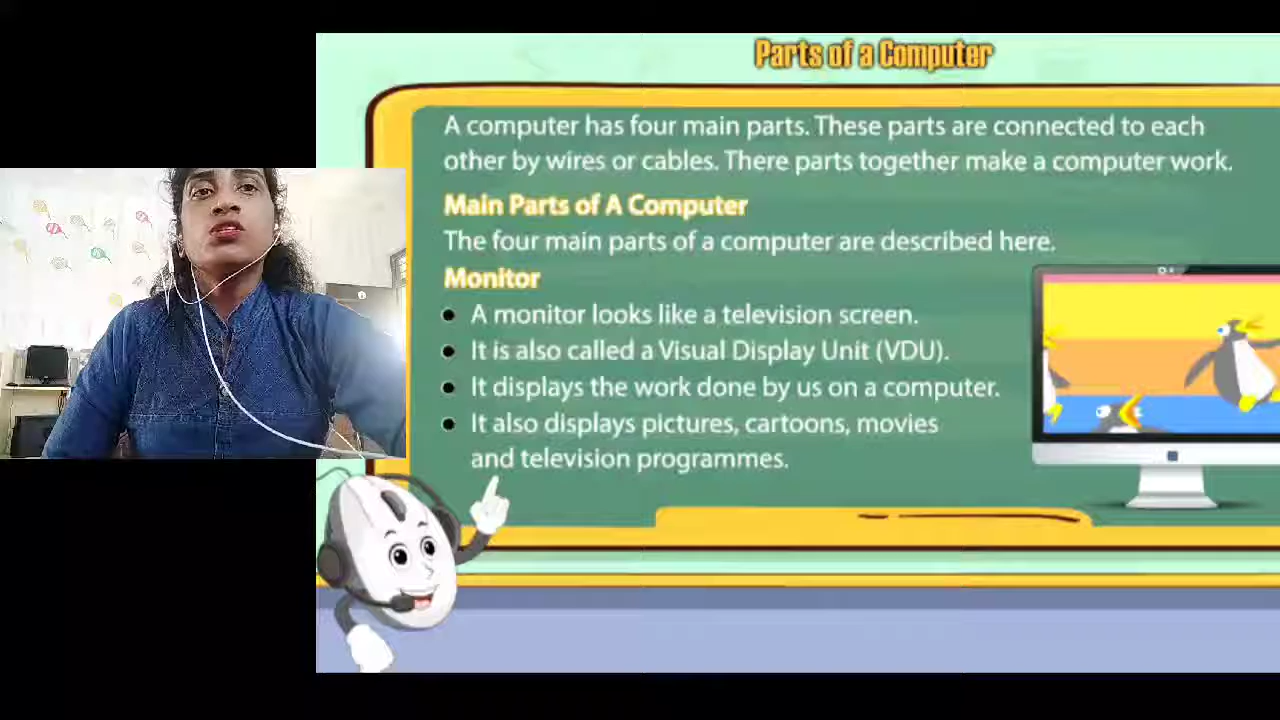 Parts of a Computer
A computer has four main parts. These parts are connected to each
other by wires or cables. There parts together make a computer work.
Main Parts of A Computer
The four main parts of a computer are described here.
Monitor
• A monitor looks like a television screen.
• It is also called a Visual Display Unit (VDU).
• It displays the work done by us on a computer.
• It also displays pictures, cartoons, movies
and television programmes.